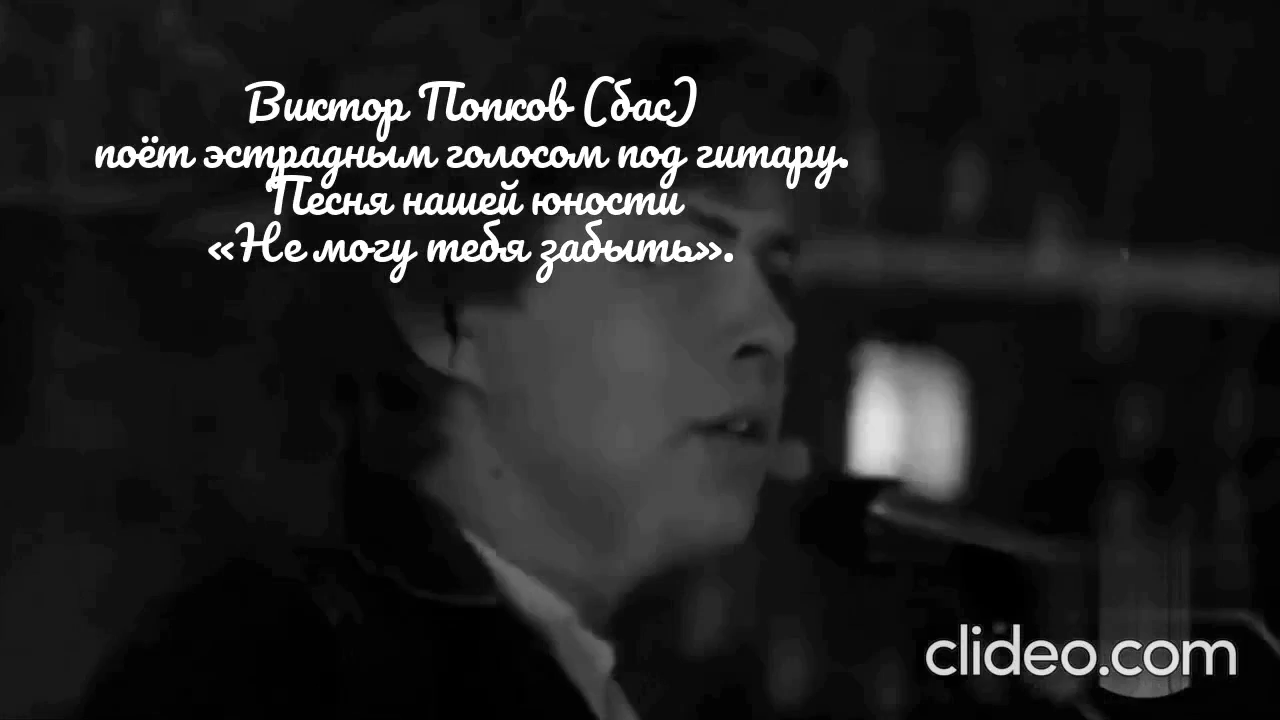 Виктор Попков (бас)
поёт эстрадным голосом под гитару.
Песня нашей юности
«Не могу тебя забыть».
clideo.com